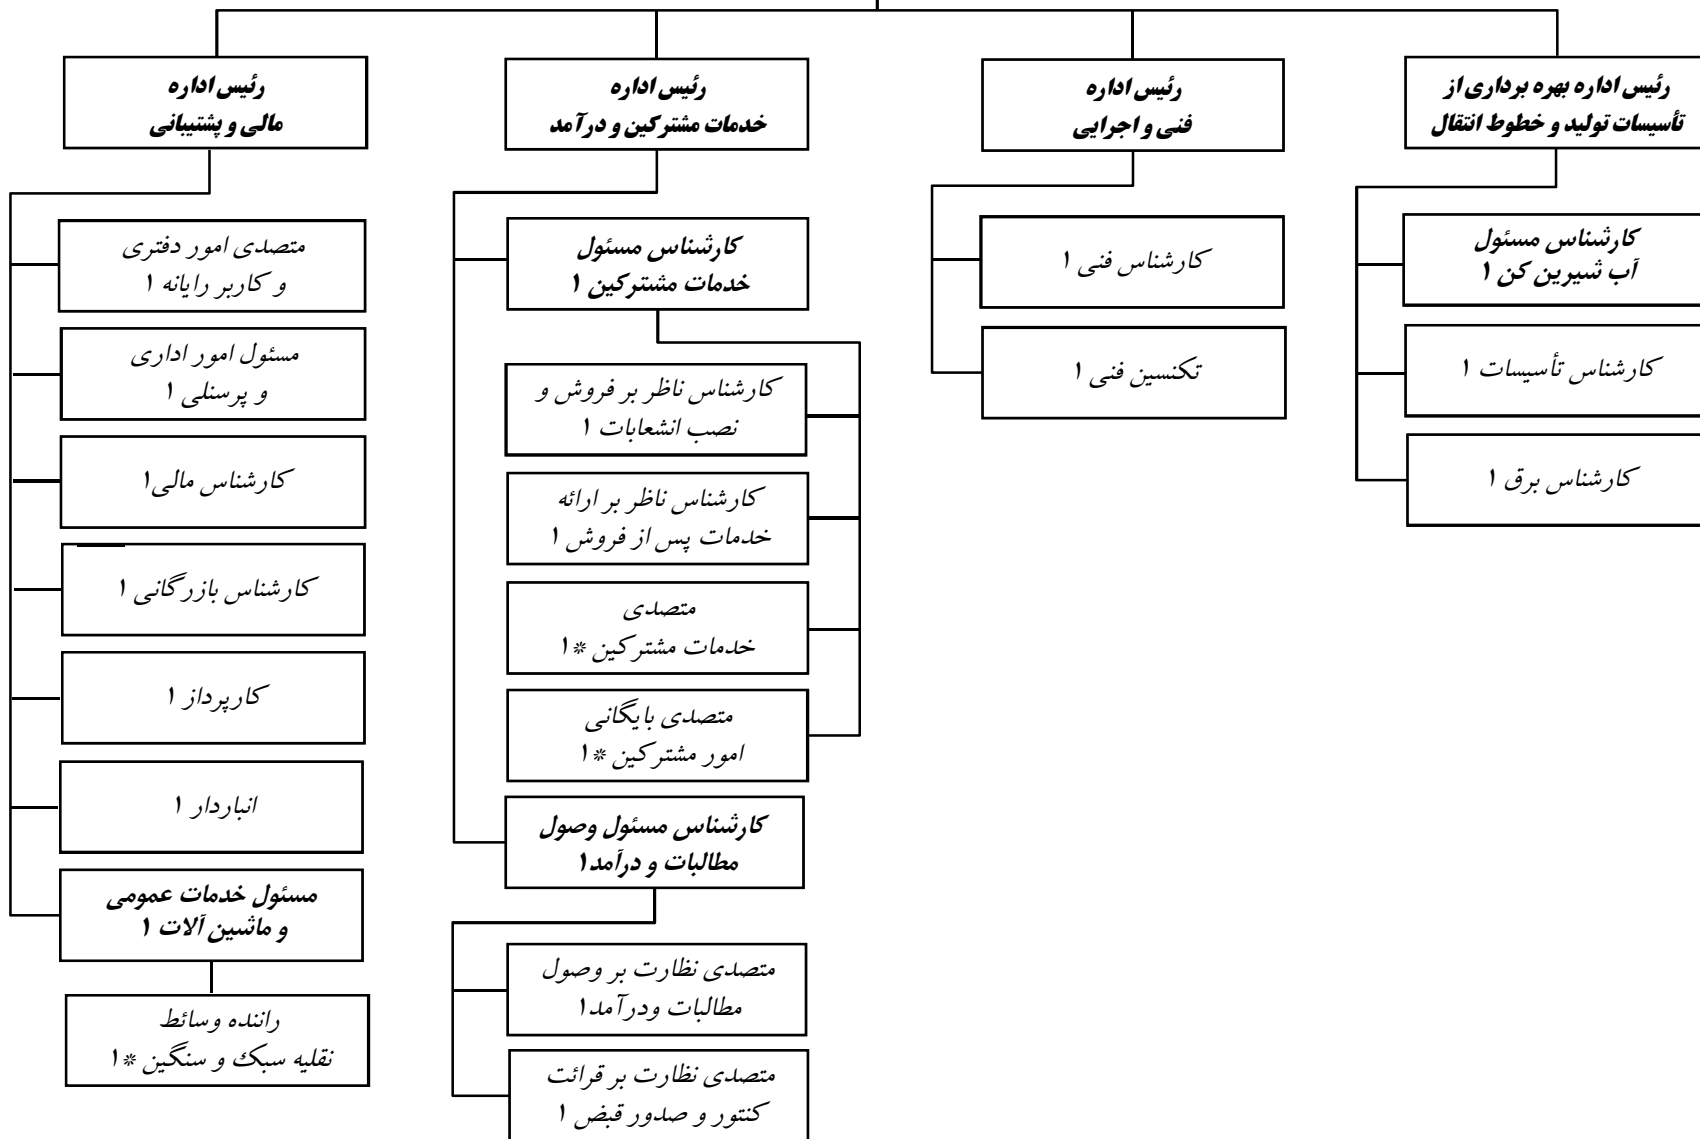 رئیس اداره بهره برداری از
تأسیسات تولید و خطوط انتقال
کارشناس مسئول
آب شیرین کن ۱
کارشناس تأسیسات ۱
کارشناس برق ۱
رئیس اداره
فنی و اجرایی
کارشناس فنی ۱
تکنسین فنی ۱
رئیس اداره
خدمات مشترکین و درآمد
کارشناس مسئول
خدمات مشترکین ۱
کارشناس ناظر بر فروش و
نصب انشعابات ۱
کارشناس ناظر بر ارائه
خدمات پس از فروش ۱
متصدی
خدمات مشترکین *۱
متصدی بایگانی
امور مشترکین *۱
کارشناس مسئول وصول
مطالبات و درآمد۱
متصدی نظارت بر وصول
مطالبات ودرآمد۱
متصدی نظارت بر قرائت
کنتور و صدور قبض ۱
رئیس اداره
مالی و پشتیبانی
متصدی امور دفتری
و کاربر رایانه ۱
مسئول امور اداری
و پرسنلی ۱
کارشناس مالی۱
کارشناس بازرگانی ۱
کارپرداز ۱
انباردار ۱
مسئول خدمات عمومی
و ماشین آلات ۱
راننده وسائط
نقلیه سبک و سنگین *۱